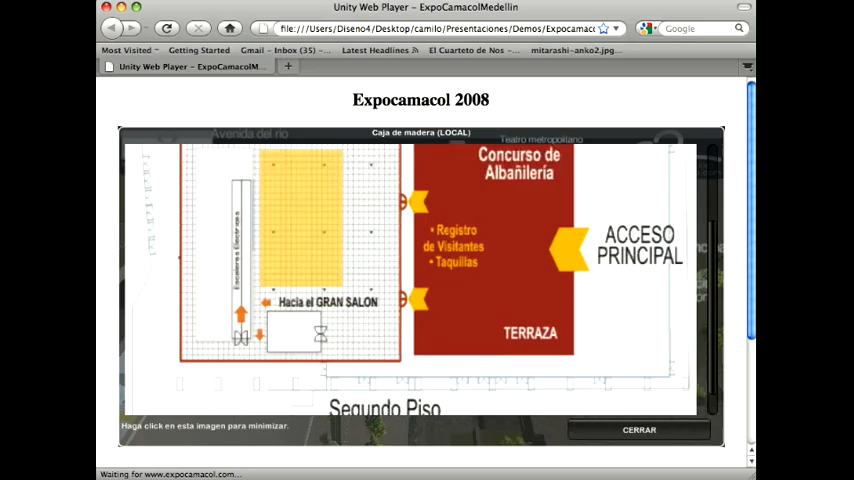 Unity Web Player - ExpoCamacolMedellin
file:///Users/Diseno4/Desktop/camilo/Presentaciones/Demos/Expocamac
Google
Most Visited
Getting Started
Gmail - Inbox (35) -...
Latest Headlines
El Cuarteto de Nos -...
mitarashi-anko2.jpg...
Unity Web Player - ExpoCamacolM...
Expocamacol 2008
Avenida del rio
Caja de madera (LOCAL)
Teatro metropolitano
Concurso de
Albañilería
• Registro
de Visitantes
• Taquillas
ACCESO
PRINCIPAL
Escaleras Electricas
Hacia el GRAN SALON
TERRAZA
Segundo Piso
Haga click en esta imagen para minimizar.
CERRAR
Waiting for www.expocamacol.com...